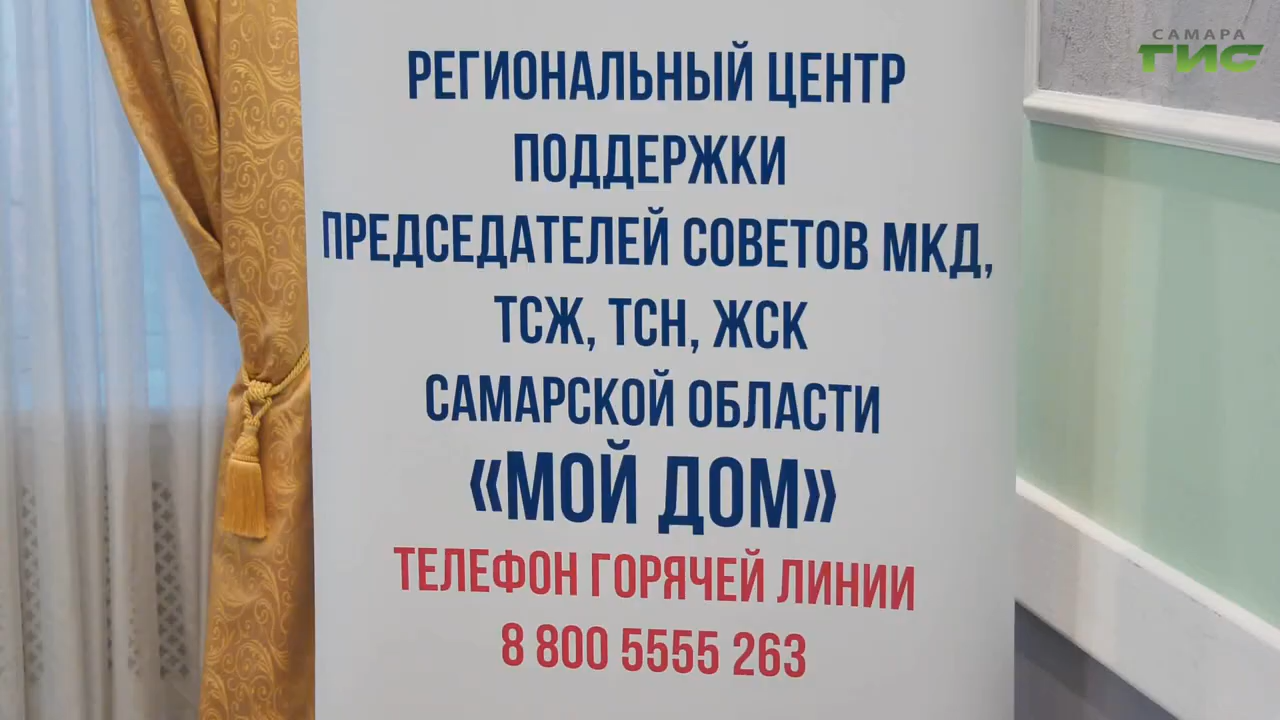 САМАРА
ГИС
РЕГИОНАЛЬНЫЙ ЦЕНТР
ПОДДЕРЖКИ
ПРЕДСЕДАТЕЛЕЙ СОВЕТОВ МКД,
ТСЖ, ТСН, ЖСК
САМАРСКОЙ ОБЛАСТИ
«МОЙ ДОМ»
ТЕЛЕФОН ГОРЯЧЕЙ ЛИНИИ
8 800 5555 263